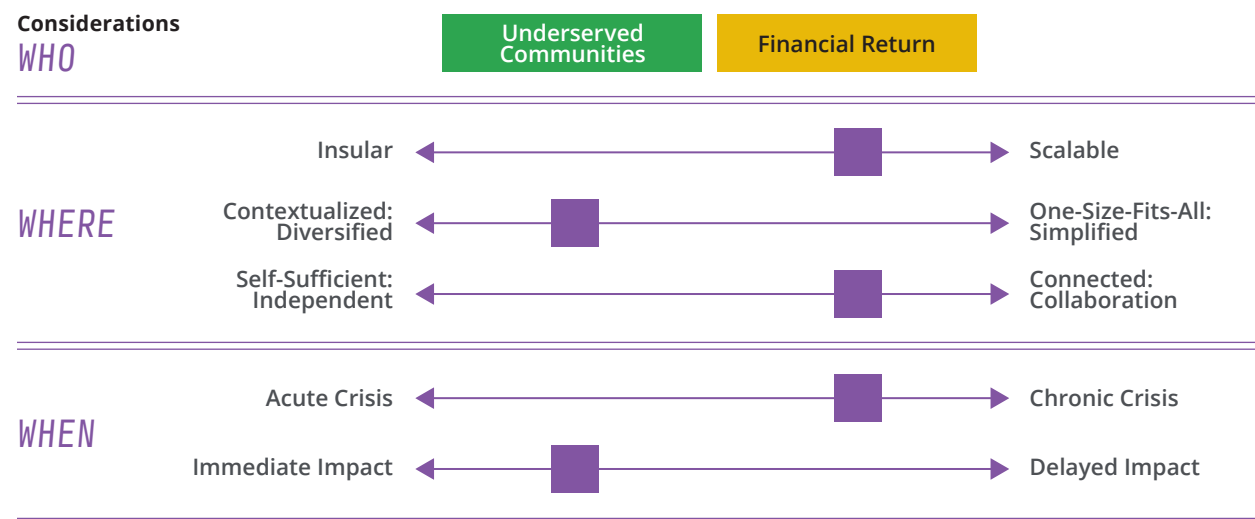 Considerations
WHO
Underserved
Communities
Financial Return
Insular
Scalable
WHERE
Contextualized:
Diversified
One-Size-Fits-All:
Simplified
Self-Sufficient:
Independent
Connected:
Collaboration
WHEN
Acute Crisis
Chronic Crisis
Immediate Impact
Delayed Impact